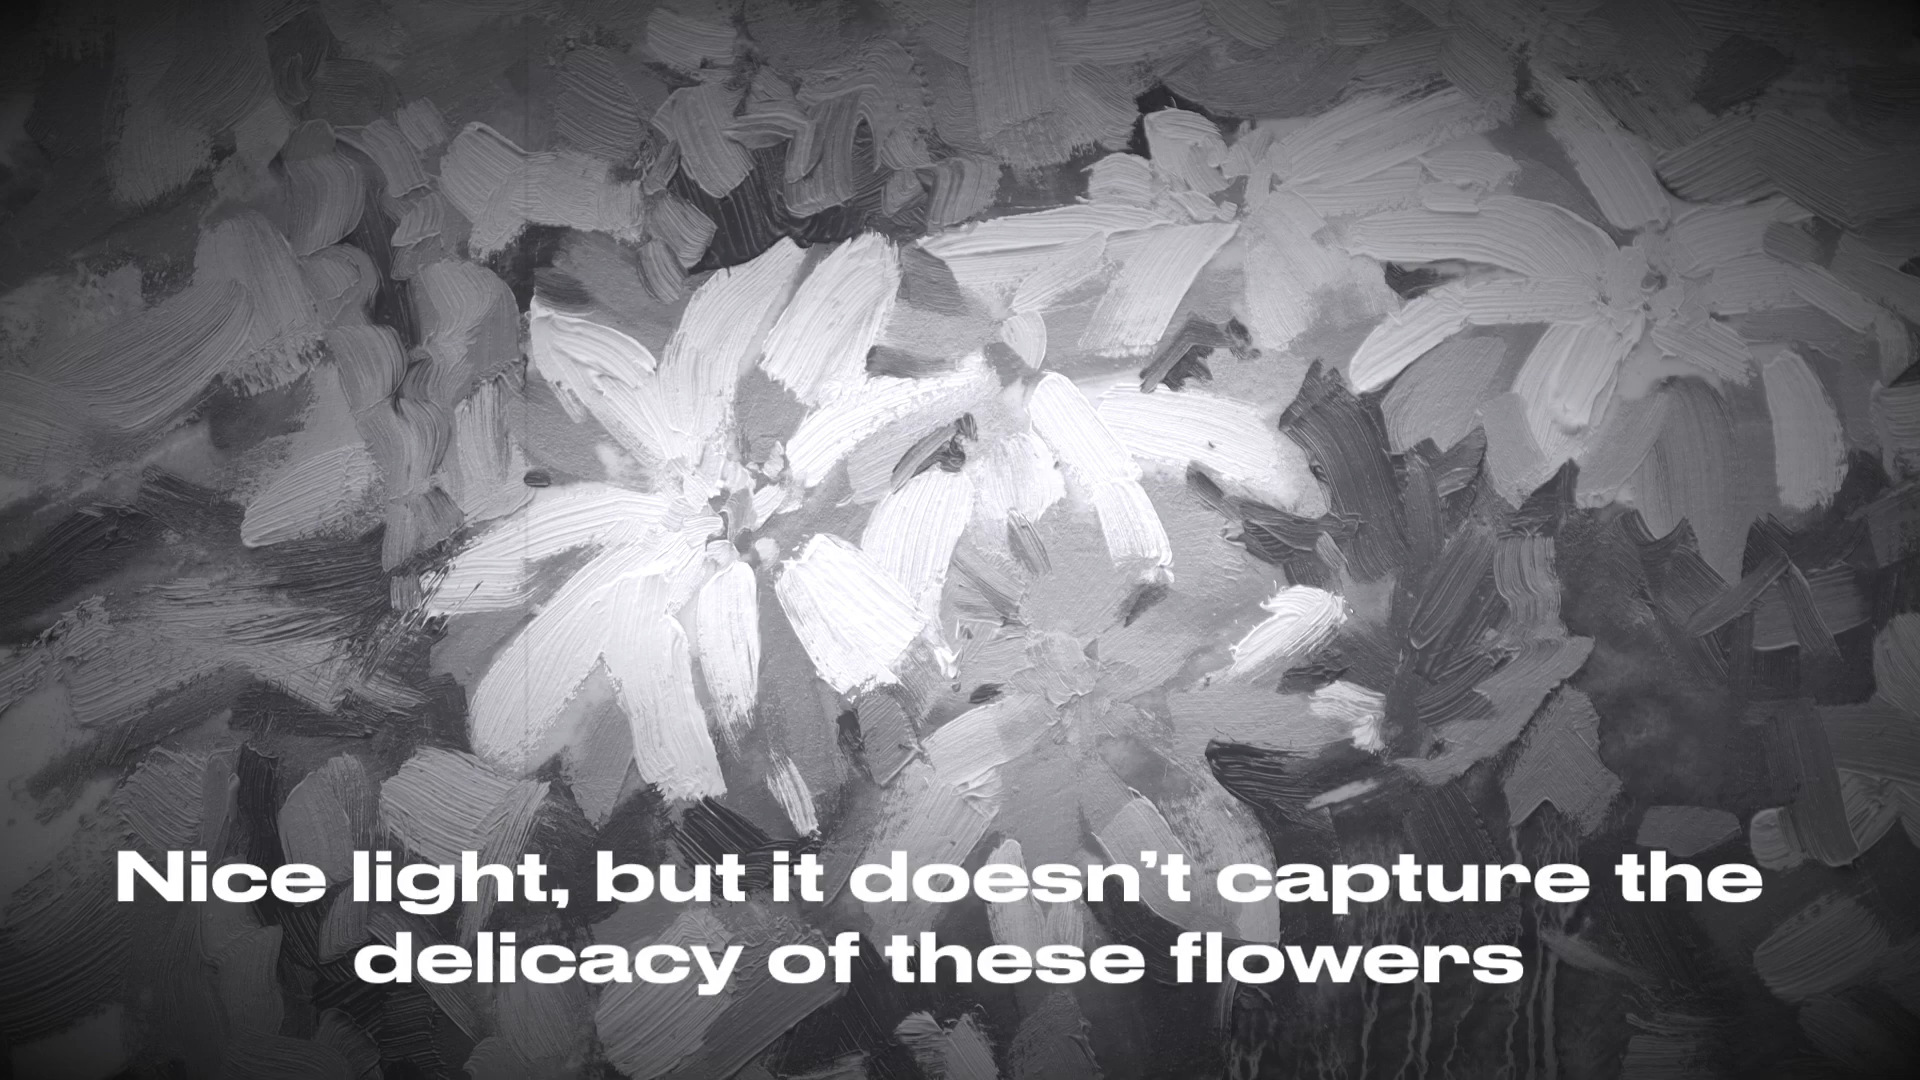 Nice light, but it doesn’t capture the
delicacy of these flowers